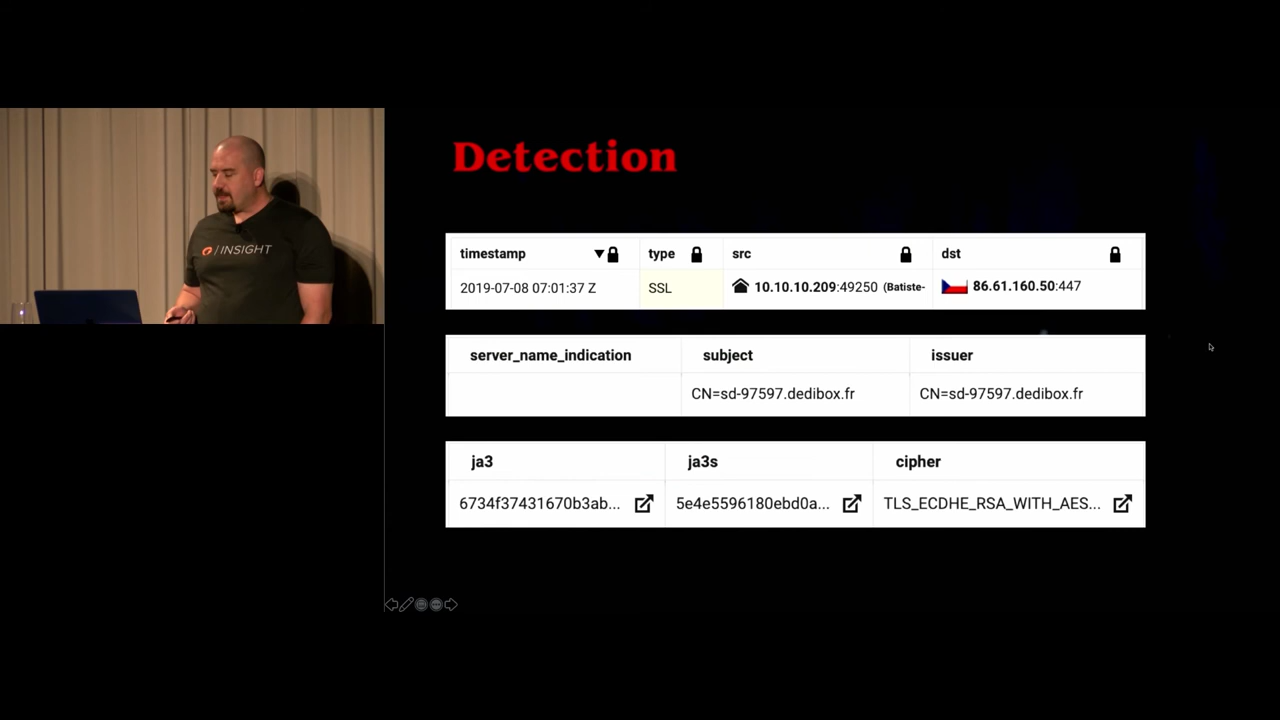 Detection
/ INSIGHT
timestamp type src dst
2019-07-08 07:01:37 Z SSL 10.10.10.209:49250 (Batiste- 86.61.160.50:447
server_name_indication subject issuer
CN=sd-97597.dedibox.fr CN=sd-97597.dedibox.fr
ja3 ja3s cipher
6734f37431670b3ab... 5e4e5596180ebd0a... TLS_ECDHE_RSA_WITH_AES...